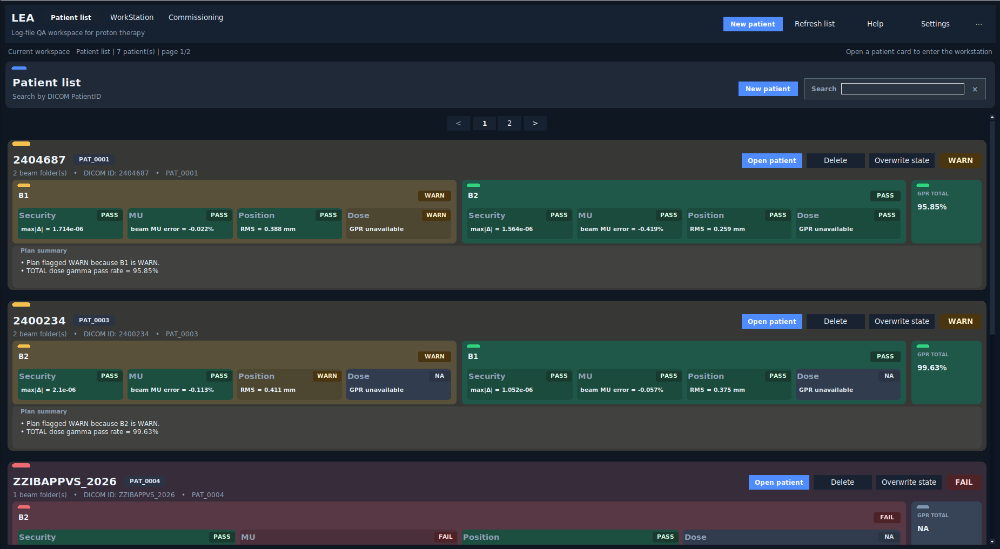 LEA Patient list WorkStation Commissioning
Log-file QA workspace for proton therapy
New patient Refresh list Help Settings ...
Current workspace Patient list | 7 patient(s) | page 1/2 Open a patient card to enter the workstation
Patient list
Search by DICOM PatientID
New patient Search ×
< 1 2 >
2404687 PAT_0001 Open patient Delete Overwrite state WARN
2 beam folder(s) • DICOM ID: 2404687 • PAT_0001
B1 WARN
Security PASS MU PASS Position PASS Dose WARN
max|Δ| = 1.714e-06 beam MU error = -0.022% RMS = 0.388 mm GPR unavailable
B2 PASS
Security PASS MU PASS Position PASS Dose PASS
max|Δ| = 1.564e-06 beam MU error = -0.419% RMS = 0.259 mm GPR unavailable
GPR TOTAL
95.85%
Plan summary
• Plan flagged WARN because B1 is WARN.
• TOTAL dose gamma pass rate = 95.85%
2400234 PAT_0003 Open patient Delete Overwrite state WARN
2 beam folder(s) • DICOM ID: 2400234 • PAT_0003
B2 WARN
Security PASS MU PASS Position WARN Dose NA
max|Δ| = 2.1e-06 beam MU error = -0.113% RMS = 0.411 mm GPR unavailable
B1 PASS
Security PASS MU PASS Position PASS Dose NA
max|Δ| = 1.052e-06 beam MU error = -0.057% RMS = 0.375 mm GPR unavailable
GPR TOTAL
99.63%
Plan summary
• Plan flagged WARN because B2 is WARN.
• TOTAL dose gamma pass rate = 99.63%
ZZIBAPPVS_2026 PAT_0004 Open patient Delete Overwrite state FAIL
1 beam folder(s) • DICOM ID: ZZIBAPPVS_2026 • PAT_0004
B2 FAIL
Security PASS MU FAIL Position PASS Dose NA
GPR TOTAL
NA